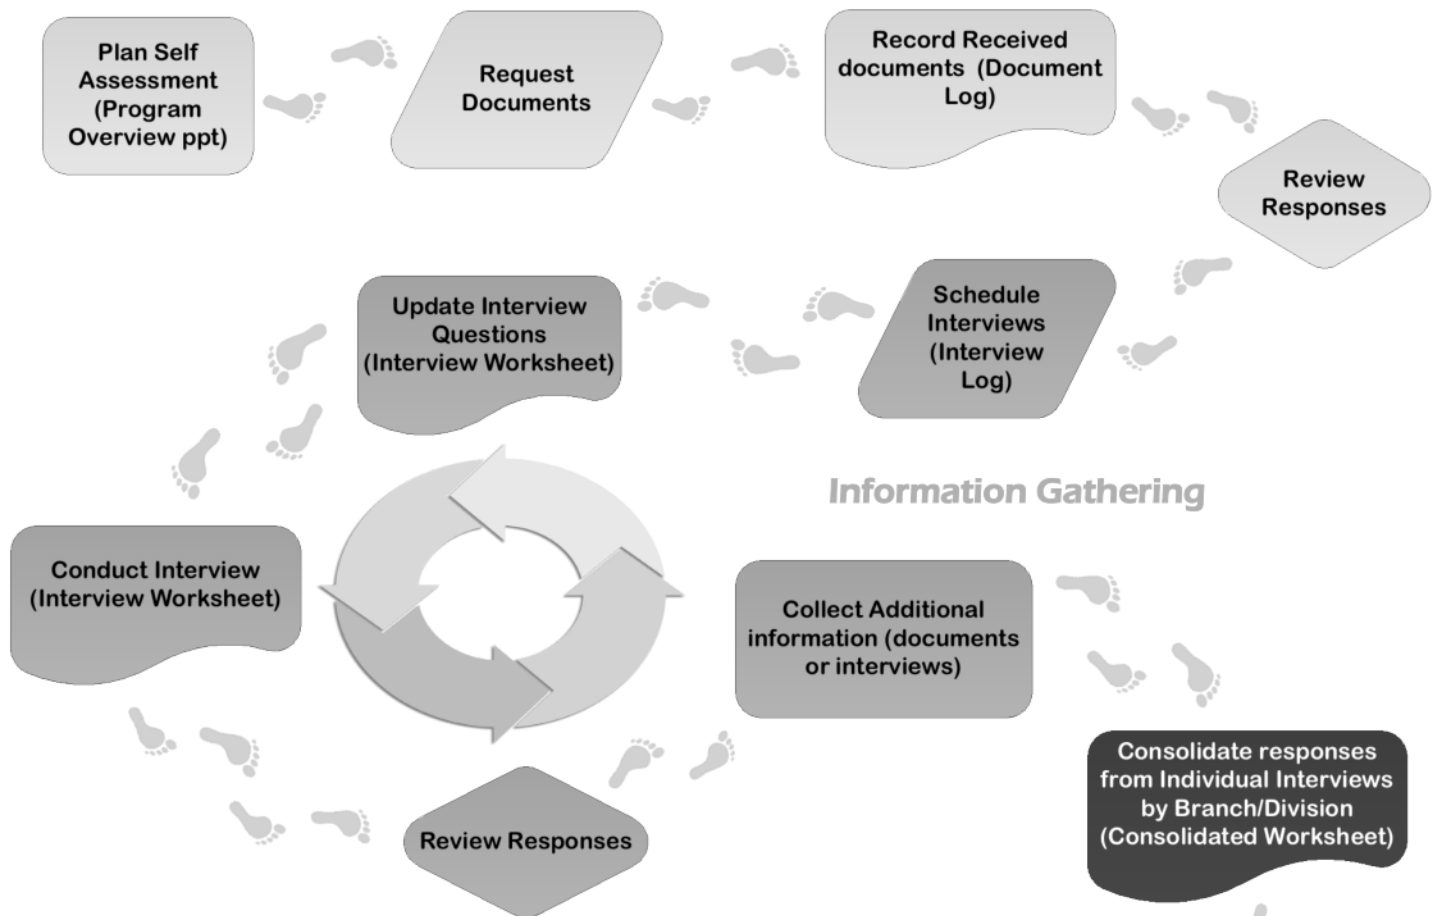 Plan Self
Assessment
(Program
Overview ppt)
Request
Documents
Record Received
documents (Document
Log)
Review
Responses
Schedule
Interviews
(Interview
Log)
Update Interview
Questions
(Interview Worksheet)
Information Gathering
Conduct Interview
(Interview Worksheet)
Review Responses
Collect Additional
information (documents
or interviews)
Consolidate responses
from Individual Interviews
by Branch/Division
(Consolidated Worksheet)